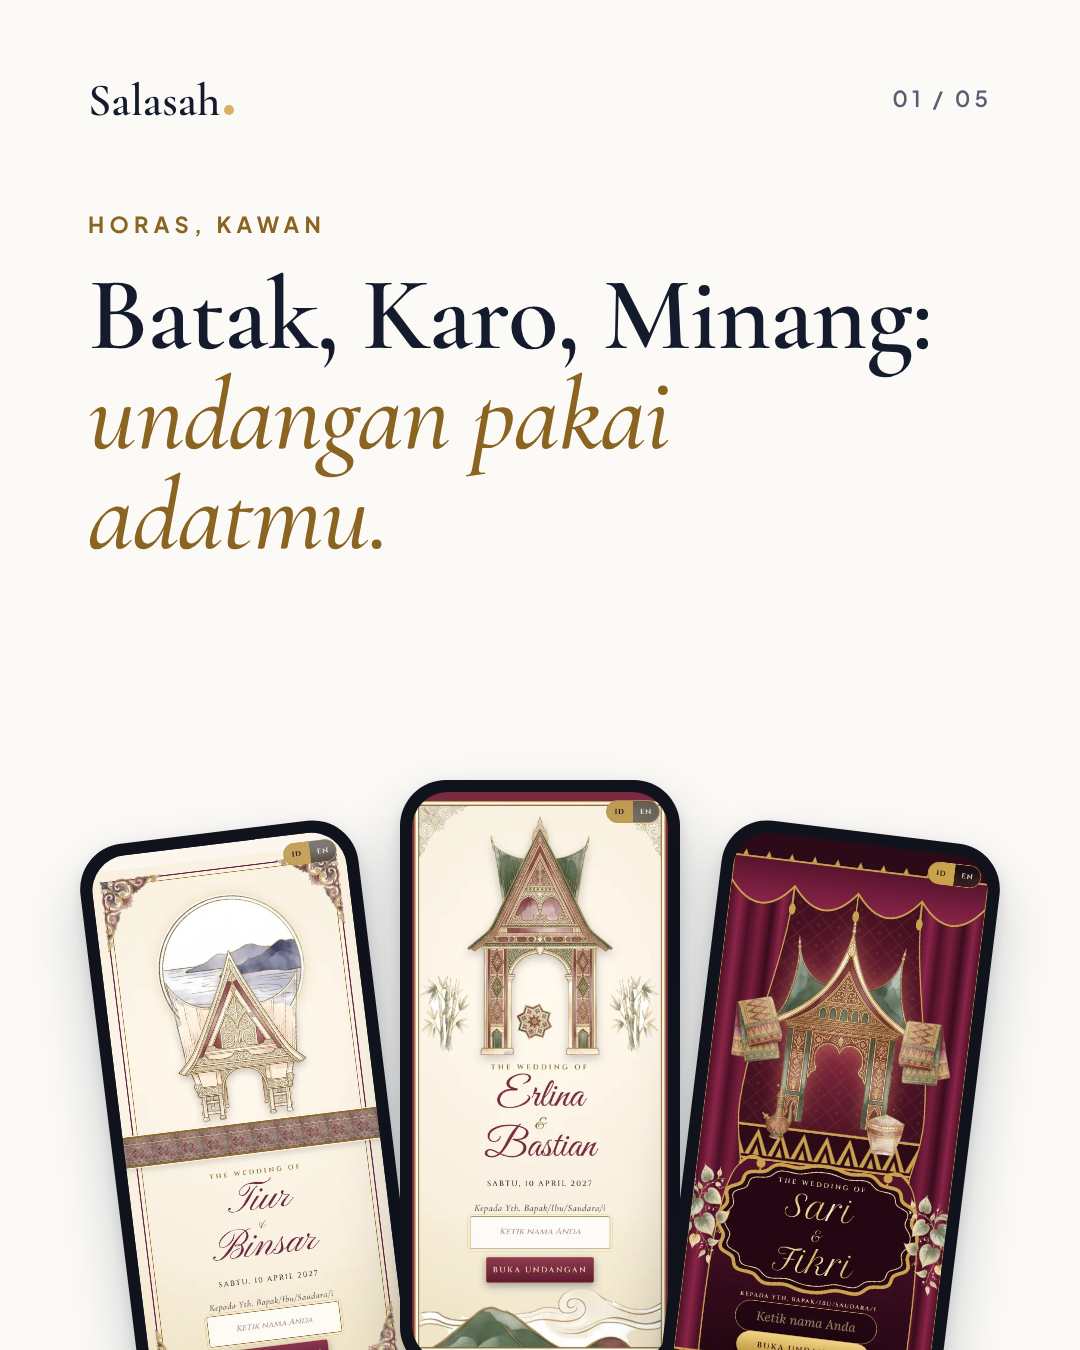 Salasah.
01 / 05
HORAS, KAWAN
Batak, Karo, Minang:
undangan pakai
adatmu.
ID EN
THE WEDDING OF
Tiur
&
Binsar
SABTU, 10 APRIL 2027
Kepada Yth. Bapak/Ibu/Saudara/i
KETIK NAMA ANDA
ID EN
THE WEDDING OF
Erlina
&
Bastian
SABTU, 10 APRIL 2027
Kepada Yth. Bapak/Ibu/Saudara/i
KETIK NAMA ANDA
BUKA UNDANGAN
ID EN
THE WEDDING OF
Sari
&
Fikri
KEPADA YTH. BAPAK/IBU/SAUDARA/I
Ketik nama Anda
BUKA